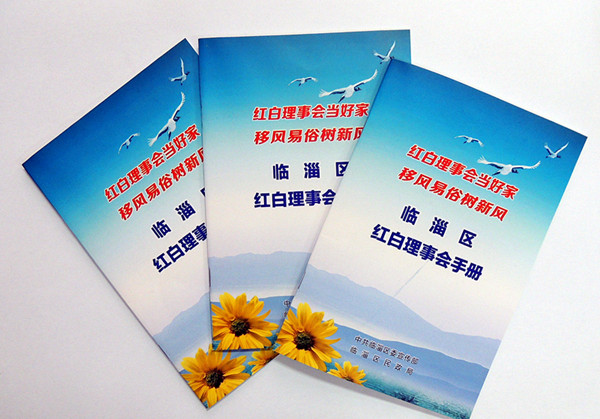 红白理事会当好家
移风易俗树新风
临淄区
红白理事
红白理事会当好家
移风易俗树新风
临淄区
红白理事会
中
临
红白理事会当好家
移风易俗树新风
临淄区
红白理事会手册
中共临淄区委宣传部
临淄区民政局